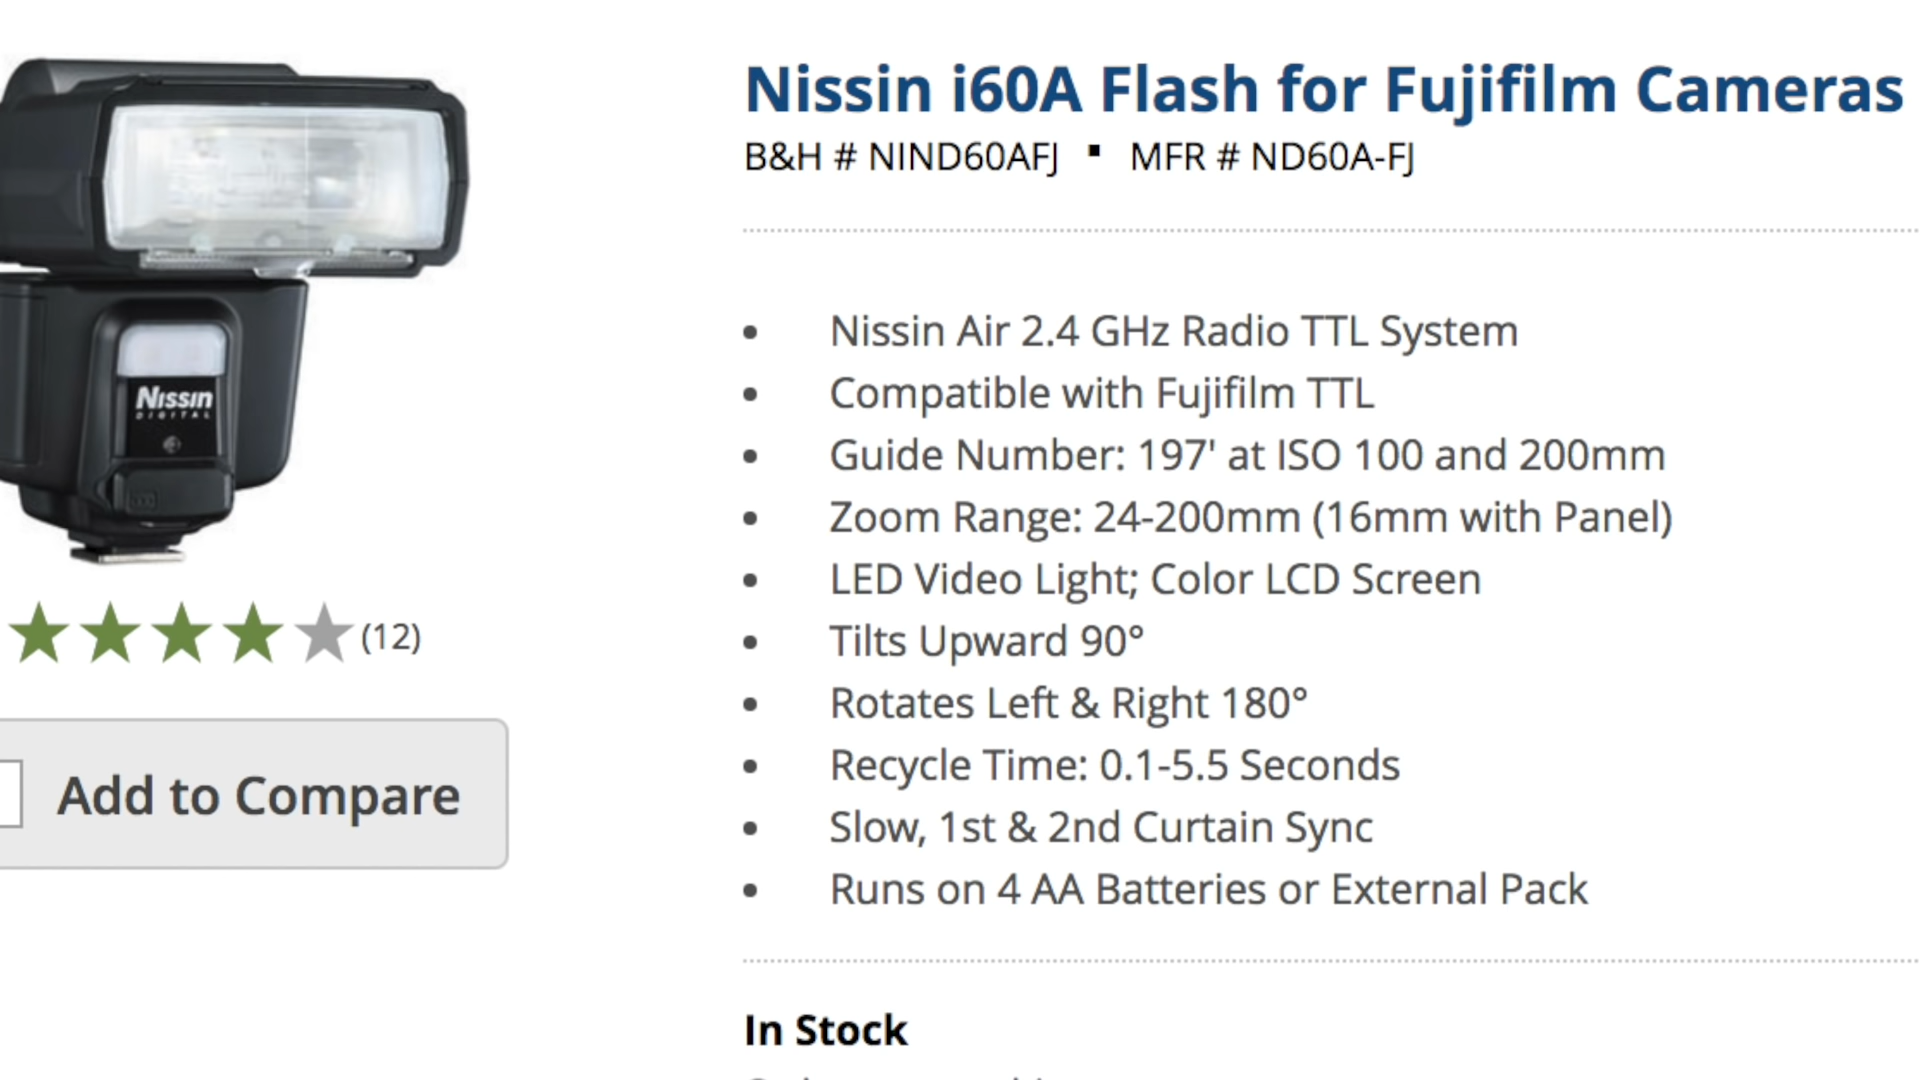 Nissin i60A Flash for Fujifilm Cameras
B&H # NIND60AFJ ▪ MFR # ND60A-FJ
• Nissin Air 2.4 GHz Radio TTL System
• Compatible with Fujifilm TTL
• Guide Number: 197' at ISO 100 and 200mm
• Zoom Range: 24-200mm (16mm with Panel)
• LED Video Light; Color LCD Screen
• Tilts Upward 90°
• Rotates Left & Right 180°
• Recycle Time: 0.1-5.5 Seconds
• Slow, 1st & 2nd Curtain Sync
• Runs on 4 AA Batteries or External Pack
In Stock
Nissin
DIGITAL
(12)
Add to Compare